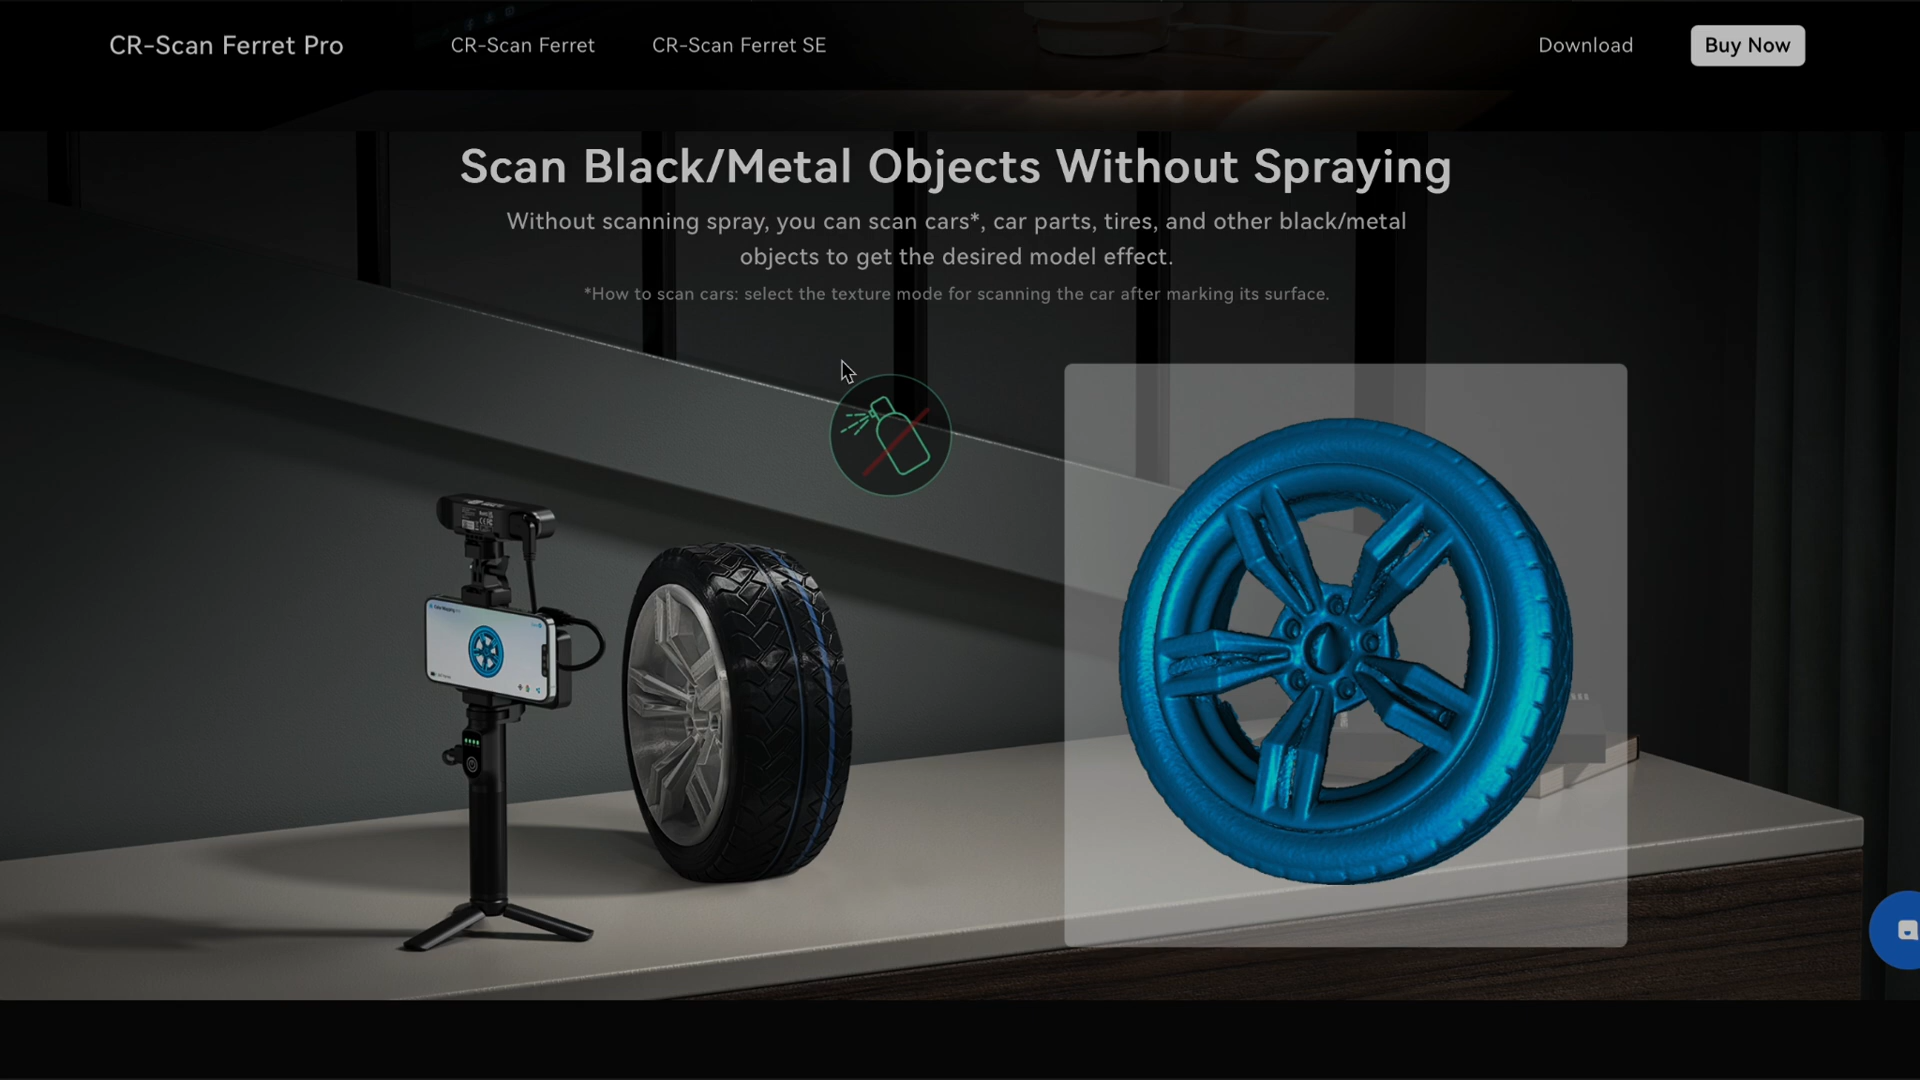 CR-Scan Ferret Pro
CR-Scan Ferret
CR-Scan Ferret SE
Download
Buy Now
Scan Black/Metal Objects Without Spraying
Without scanning spray, you can scan cars*, car parts, tires, and other black/metal
objects to get the desired model effect.
*How to scan cars: select the texture mode for scanning the car after marking its surface.